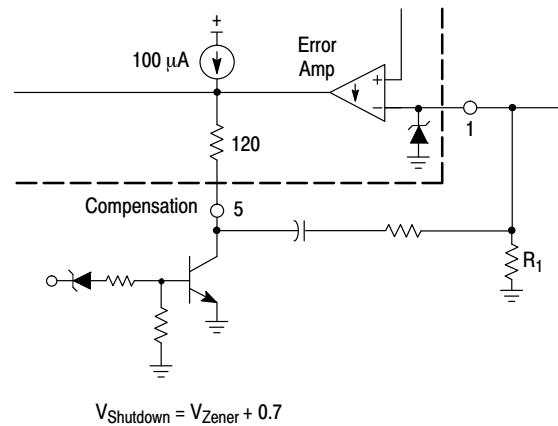 +
100 µA
Error
Amp
+
−
120
1
Compensation
5
R1
VShutdown = VZener + 0.7